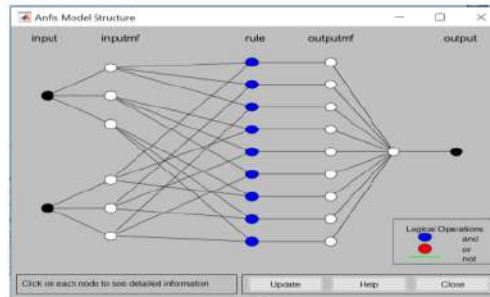 Anfis Model Structure
input inputmf rule outputmf output
Logical Operations
and
or
not
Click on each node to see detailed information
Update Help Close